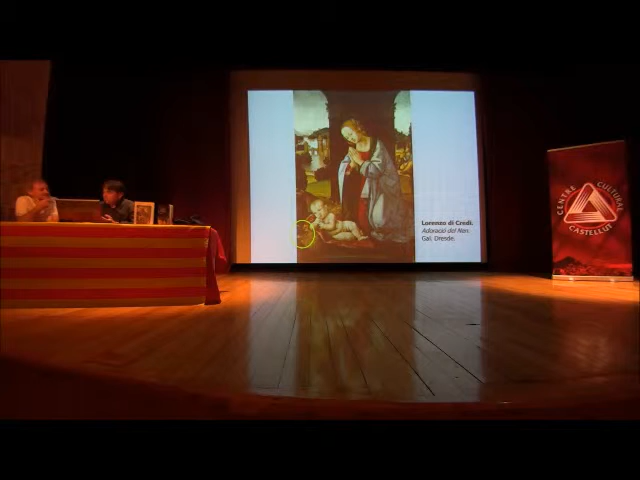 Lorenzo di Credi.
Adoració del Nen.
Gal. Dresde.
CENTRE CULTURAL
CASTELLUT